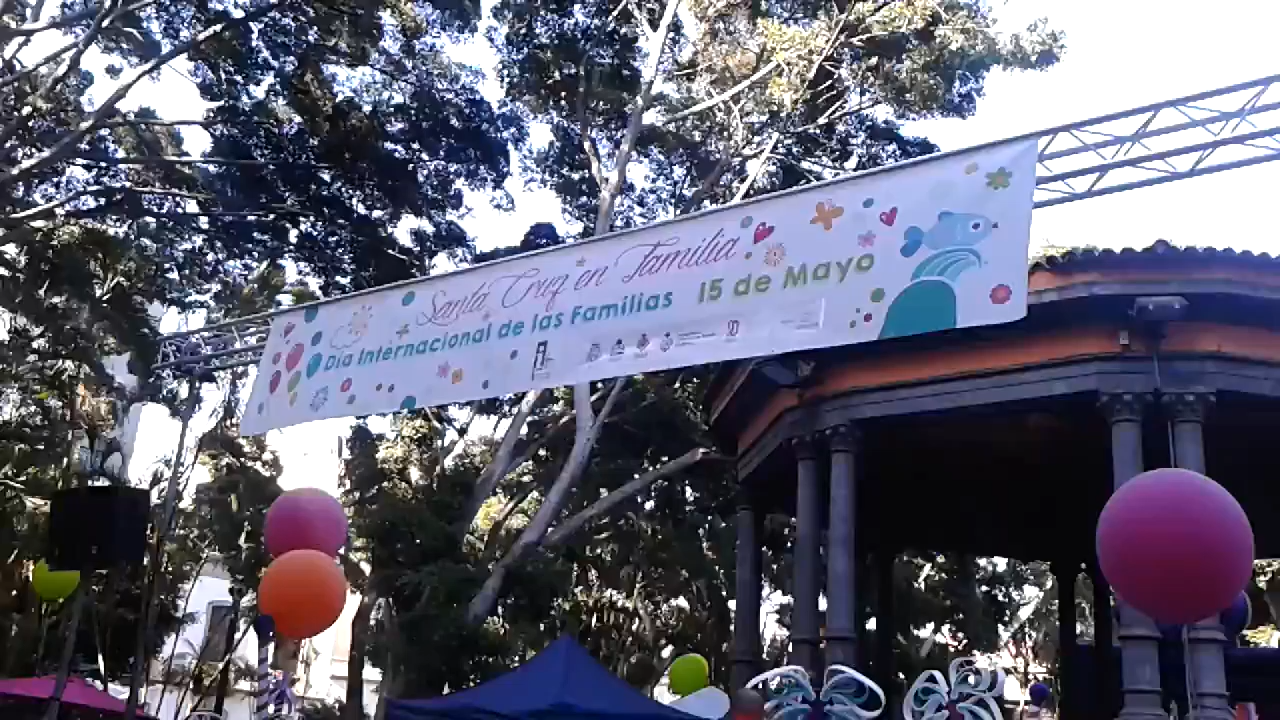 Santa Cruz en Familia
Día Internacional de las Familias 15 de Mayo